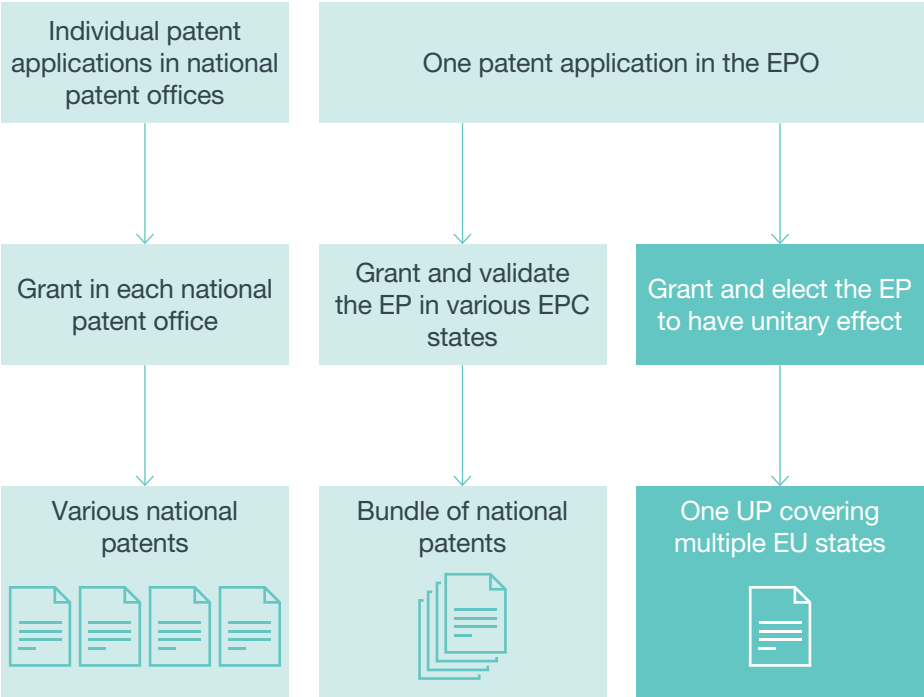 Individual patent
applications in national
patent offices
One patent application in the EPO
Grant in each national
patent office
Grant and validate
the EP in various EPC
states
Grant and elect the EP
to have unitary effect
Various national
patents
Bundle of national
patents
One UP covering
multiple EU states